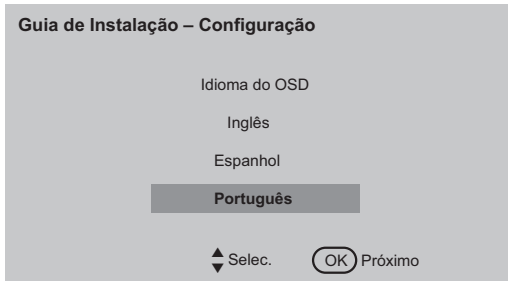 Guia de Instalação – Configuração
Idioma do OSD
Inglês
Espanhol
Português
Selec. OK Próximo